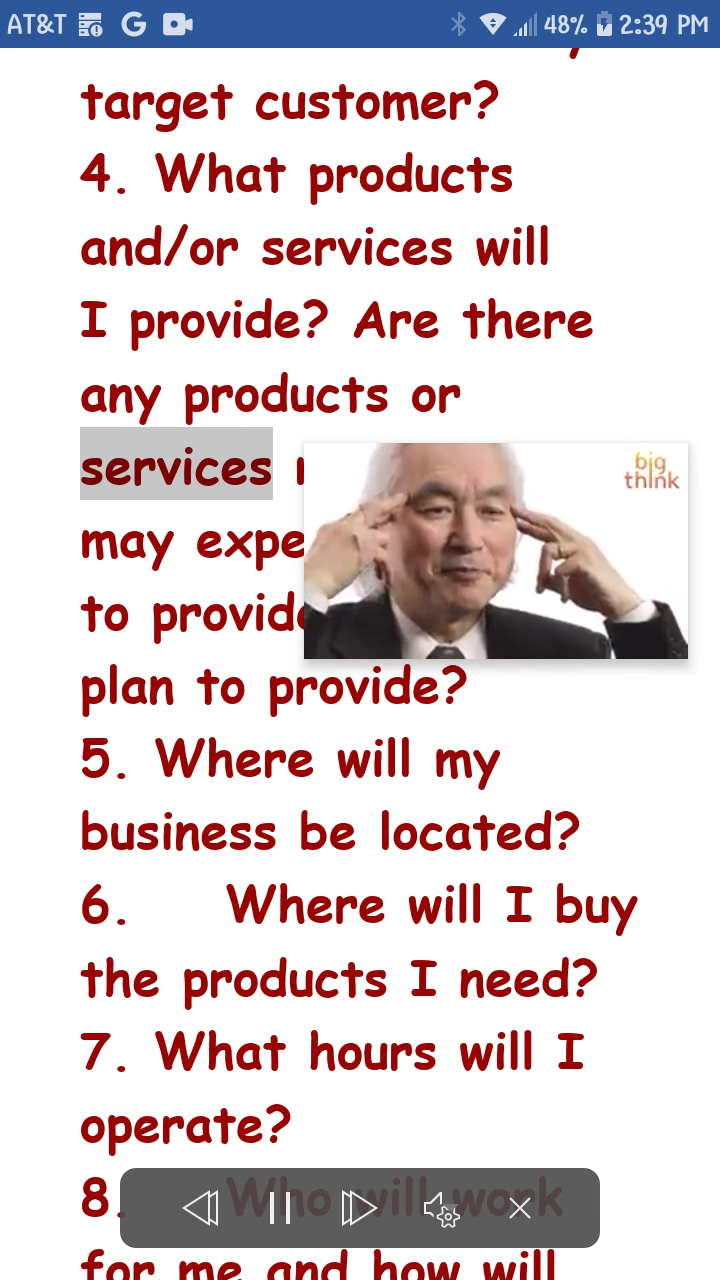 AT&T 48% 2:39 PM
target customer?
4. What products
and/or services will
I provide? Are there
any products or
services
big
think
may expe
to provid
plan to provide?
5. Where will my
business be located?
6. Where will I buy
the products I need?
7. What hours will I
operate?
8. Who will work
for me and how will